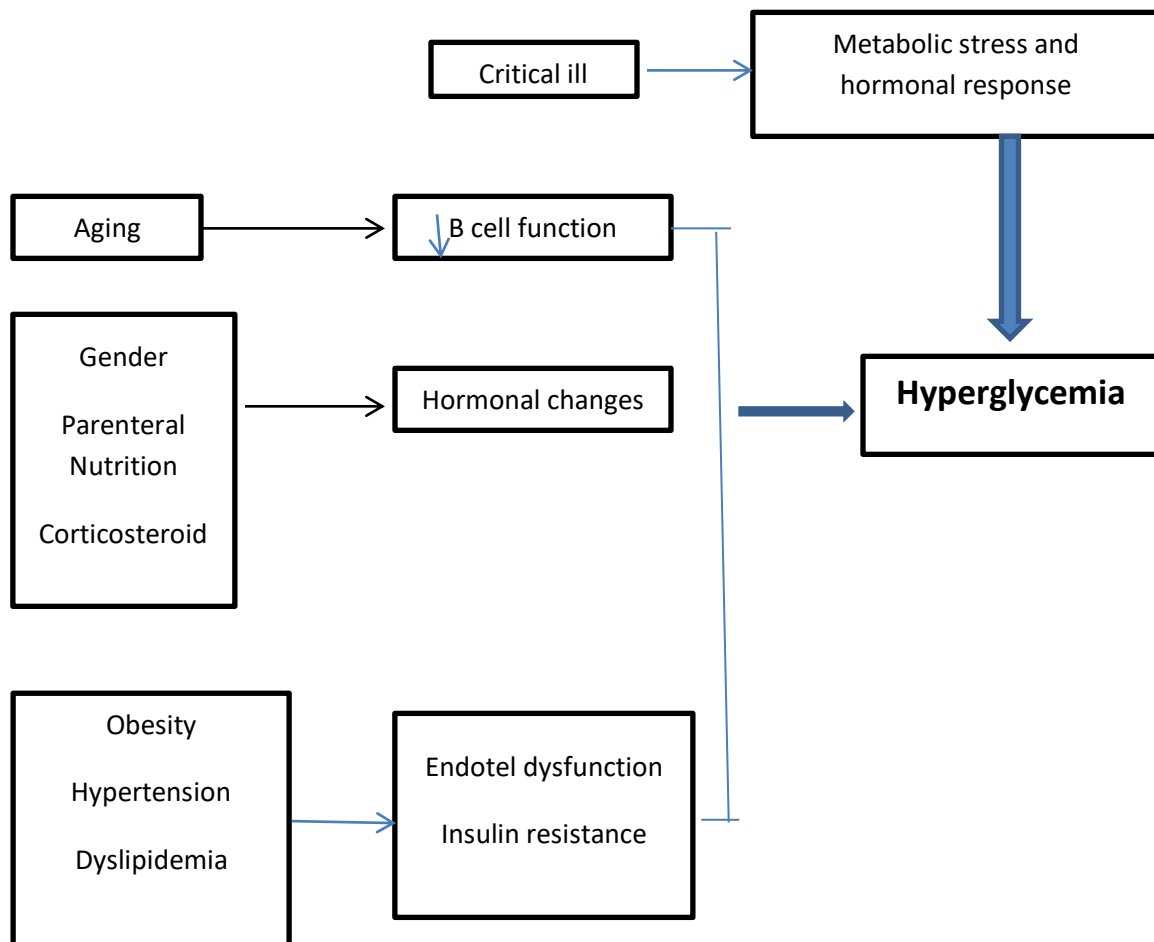 Critical ill
Metabolic stress and
hormonal response
Aging
B cell function
Gender
Parenteral
Nutrition
Corticosteroid
Hormonal changes
Hyperglycemia
Obesity
Hypertension
Dyslipidemia
Endotel dysfunction
Insulin resistance